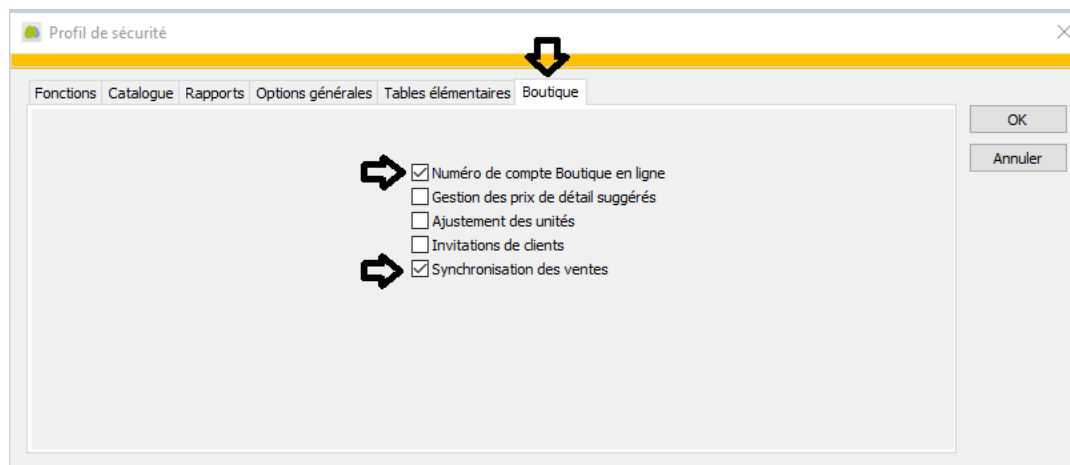 Profil de sécurité
Fonctions Catalogue Rapports Options générales Tables élémentaires Boutique
OK
Annuler
Numéro de compte Boutique en ligne
Gestion des prix de détail suggérés
Ajustement des unités
Invitations de clients
Synchronisation des ventes